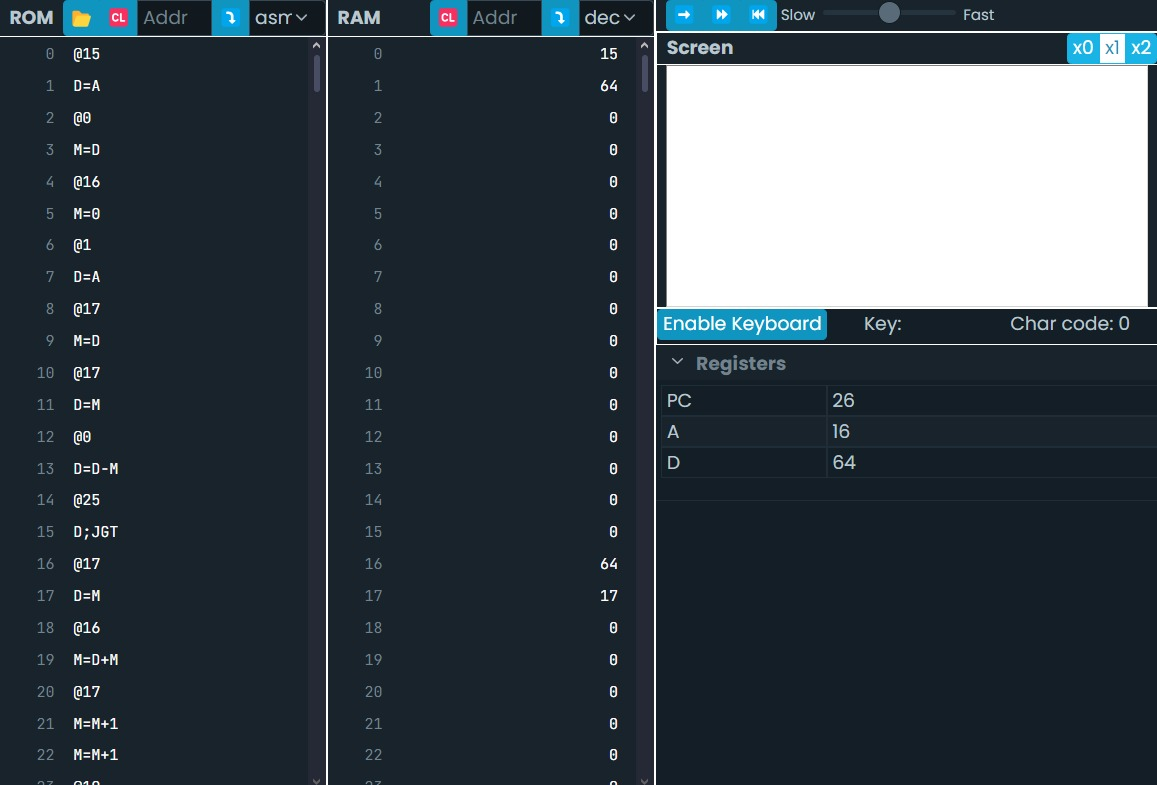 ROM CL Addr asm
0 @15
1 D=A
2 @0
3 M=D
4 @16
5 M=0
6 @1
7 D=A
8 @17
9 M=D
10 @17
11 D=M
12 @0
13 D=D-M
14 @25
15 D;JGT
16 @17
17 D=M
18 @16
19 M=D+M
20 @17
21 M=M+1
22 M=M+1
RAM CL Addr dec
0 15
1 64
2 0
3 0
4 0
5 0
6 0
7 0
8 0
9 0
10 0
11 0
12 0
13 0
14 0
15 0
16 64
17 17
18 0
19 0
20 0
21 0
22 0
Slow Fast
Screen x0 x1 x2
Enable Keyboard Key: Char code: 0
Registers
PC 26
A 16
D 64